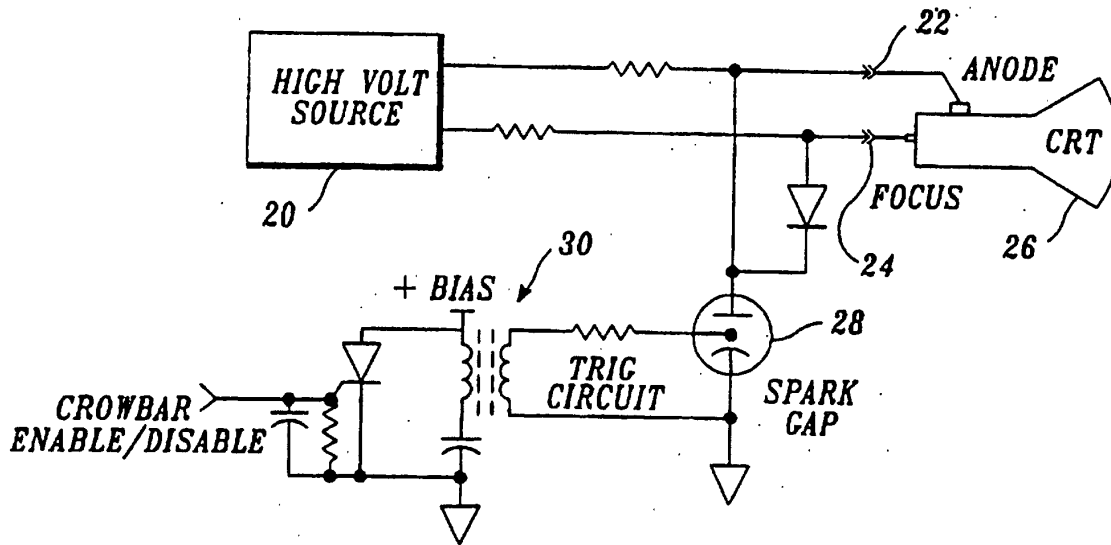 22
HIGH VOLT
SOURCE
ANODE
CRT
20
FOCUS
24
26
30
+ BIAS
28
TRIG
CIRCUIT
SPARK
GAP
CROWBAR
ENABLE/DISABLE